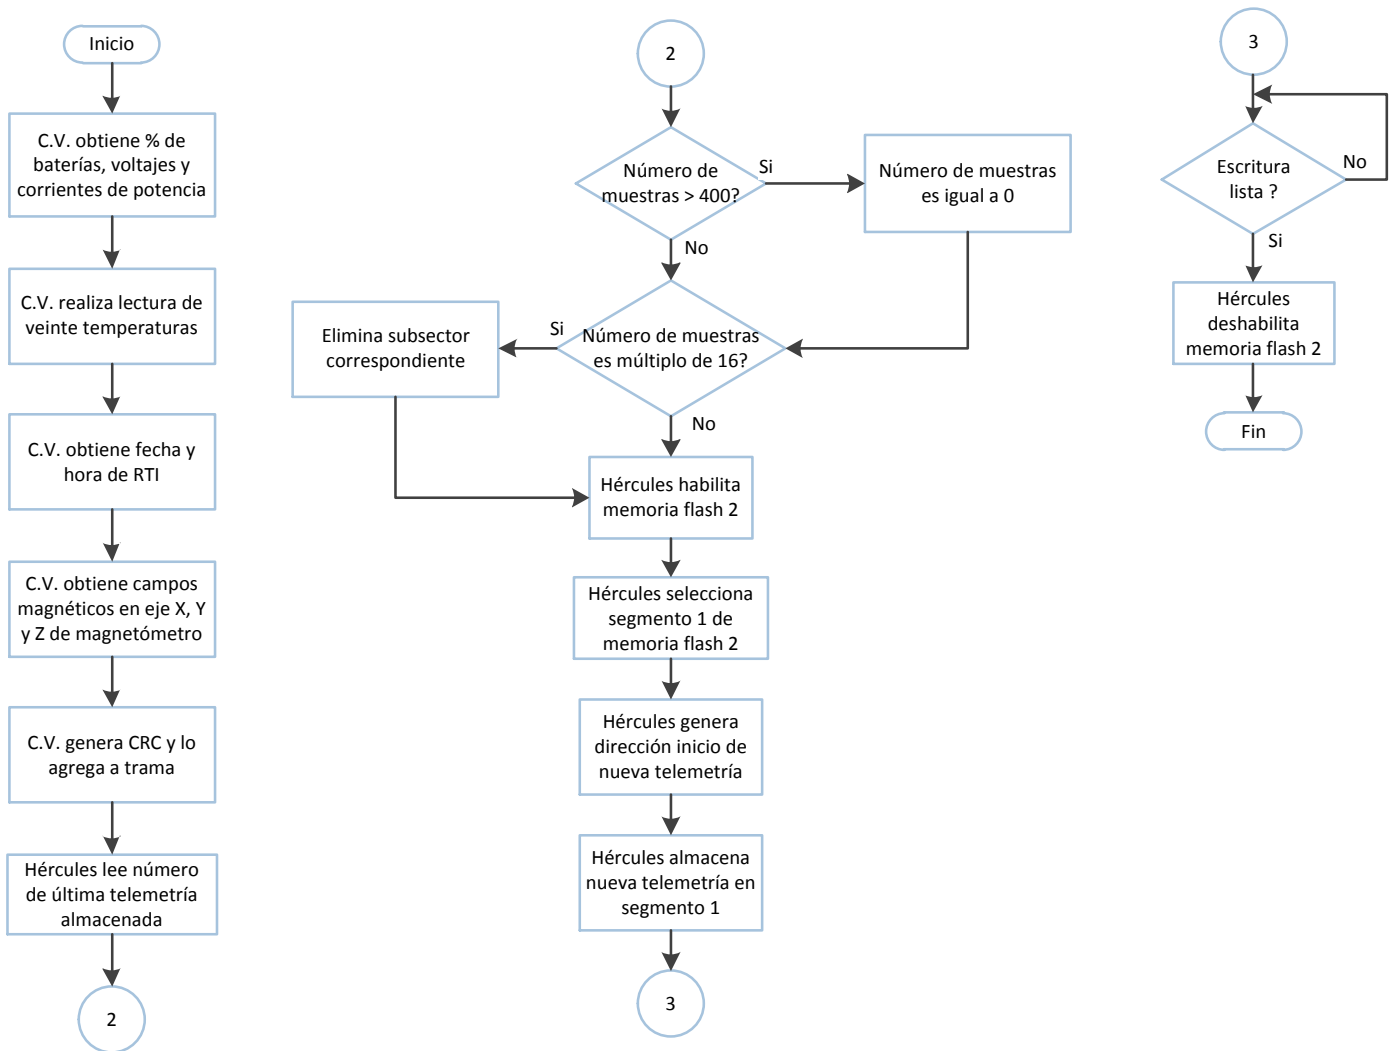 Inicio
C.V. obtiene % de
baterías, voltajes y
corrientes de potencia
C.V. realiza lectura de
veinte temperaturas
C.V. obtiene fecha y
hora de RTI
C.V. obtiene campos
magnéticos en eje X, Y
y Z de magnetómetro
C.V. genera CRC y lo
agrega a trama
Hércules lee número
de última telemetría
almacenada
2
2
Número de
muestras > 400?
Si
Número de muestras
es igual a 0
No
Número de muestras
es múltiplo de 16?
Si
Elimina subsector
correspondiente
No
Hércules habilita
memoria flash 2
Hércules selecciona
segmento 1 de
memoria flash 2
Hércules genera
dirección inicio de
nueva telemetría
Hércules almacena
nueva telemetría en
segmento 1
3
3
Escritura
lista ?
No
Si
Hércules
deshabilita
memoria flash 2
Fin